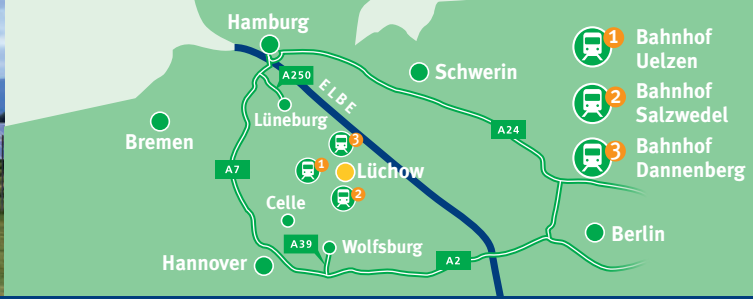 Hamburg
A250
ELBE
Lüneburg
Schwerin
Bremen
A24
A7
3
1
Lüchow
2
Celle
A39
Wolfsburg
Hannover
A2
Berlin
1 Bahnhof
Uelzen
2 Bahnhof
Salzwedel
3 Bahnhof
Dannenberg